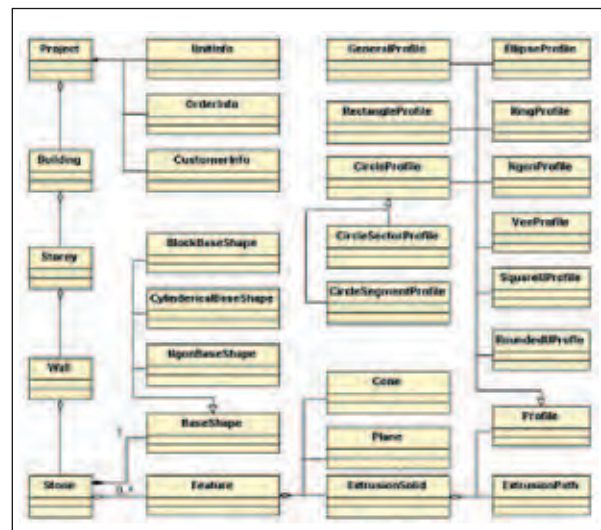 Project UnitInfo GeneralProfile EllipseProfile
OrderInfo RectangleProfile RingProfile
Building CustomerInfo CircleProfile NgonProfile
BlockBaseShape CircleSectorProfile VeeProfile
Storey
CylindericalBaseShape CircleSegmentProfile SquareUProfile
Wall NgonBaseShape RoundedUProfile
Cone
1 BaseShape Profile
Plane
Stone 0..* Feature ExtrusionSolid ExtrusionPath